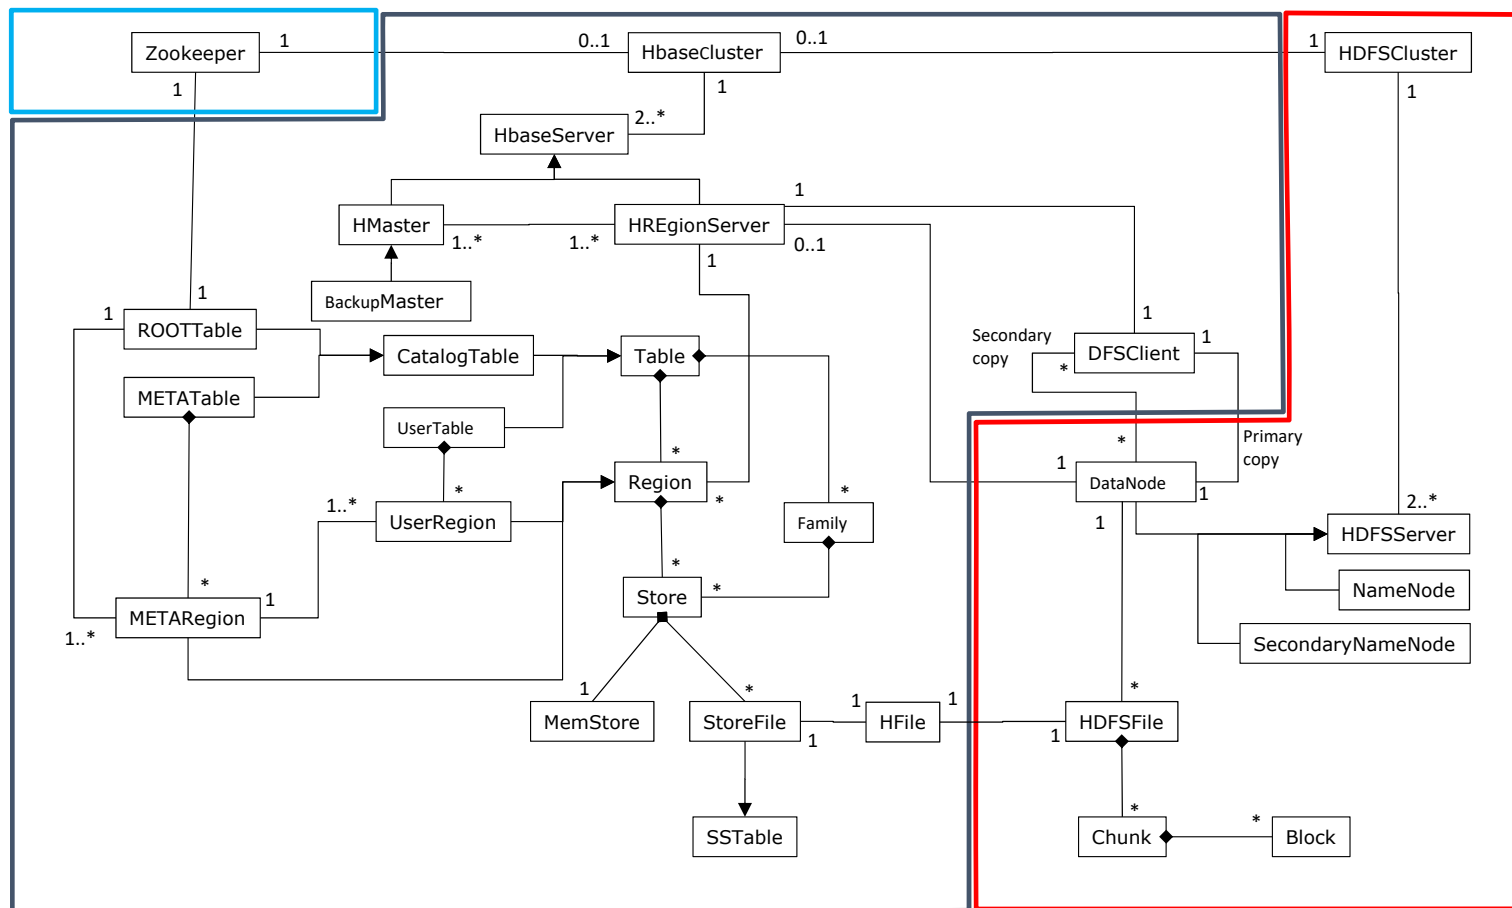 Zookeeper
1
0..1
HbaseCluster
0..1
1
HDFSCluster
1
1
1
HbaseServer
2..*
1
HMaster
1..*
1..*
HREgionServer
0..1
1
BackupMaster
1
1
ROOTTable
CatalogTable
Table
Secondary
copy
1
1
DFSClient
*
METATable
UserTable
*
*
Primary
copy
1..*
*
UserRegion
Region
*
*
Family
1
DataNode
1
1
2..*
HDFSServer
*
*
*
Store
NameNode
METARegion
1
1..*
SecondaryNameNode
1
*
MemStore
StoreFile
1
1
HFile
1
1
*
HDFSFile
SSTable
*
Chunk
*
Block